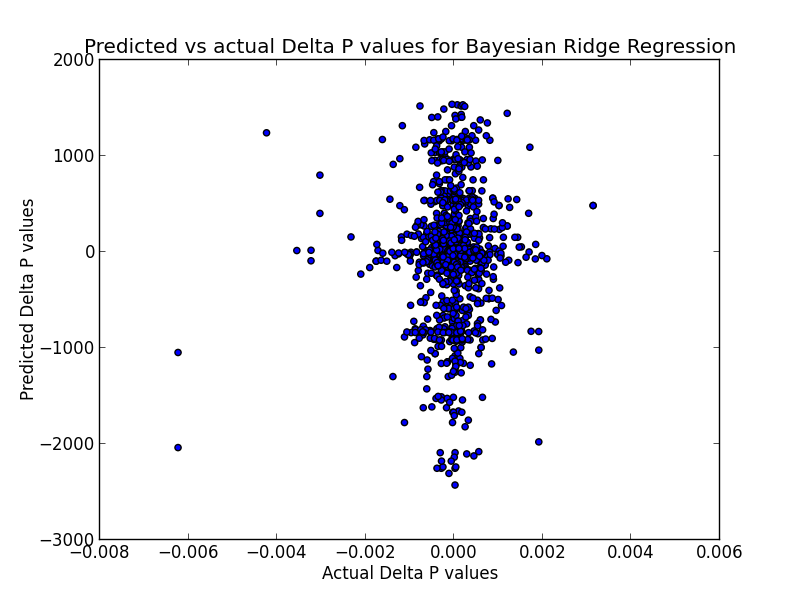 Predicted vs actual Delta P values for Bayesian Ridge Regression
2000
1000
0
−1000
−2000
−3000
Predicted Delta P values
−0.008 −0.006 −0.004 −0.002 0.000 0.002 0.004 0.006
Actual Delta P values